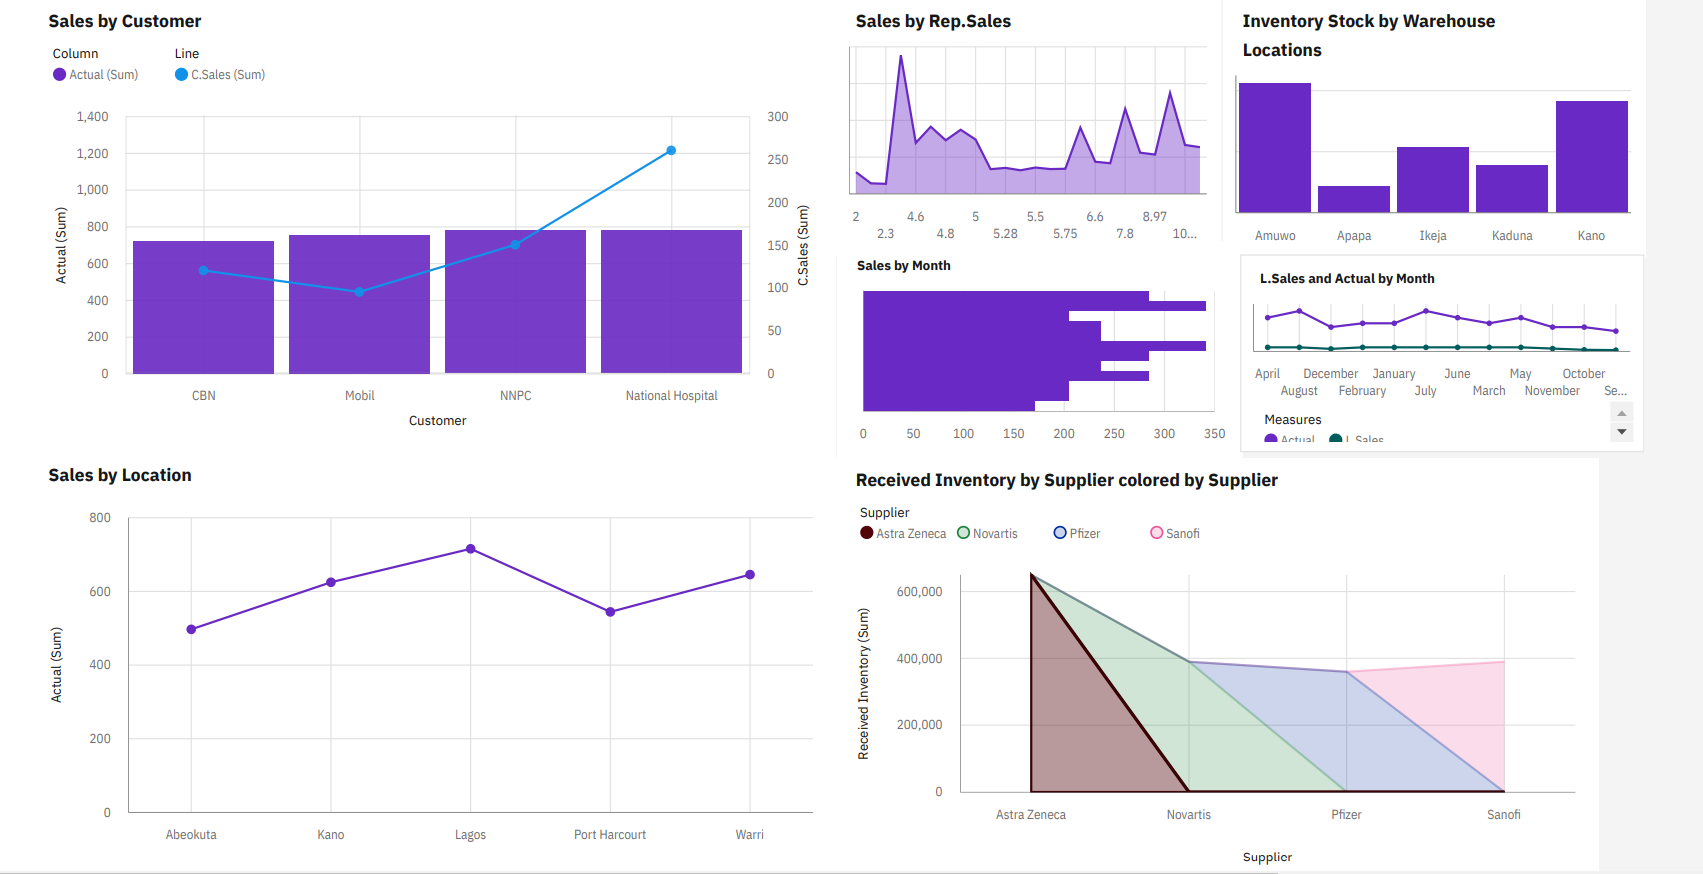 Sales by Customer
Column
Line
Actual (Sum)
C.Sales (Sum)
1,400
1,200
1,000
800
600
400
200
0
Actual (Sum)
300
250
200
150
100
50
0
C.Sales (Sum)
CBN
Mobil
NNPC
National Hospital
Customer
Sales by Rep.Sales
2
4.6
5
5.5
6.6
8.97
2.3
4.8
5.28
5.75
7.8
10...
Inventory Stock by Warehouse
Locations
Amuwo
Apapa
Ikeja
Kaduna
Kano
Sales by Month
0
50
100
150
200
250
300
350
L.Sales and Actual by Month
April
December
January
June
May
October
August
February
July
March
November
Se...
Measures
Actual
L.Sales
Sales by Location
800
600
400
200
0
Actual (Sum)
Abeokuta
Kano
Lagos
Port Harcourt
Warri
Received Inventory by Supplier colored by Supplier
Supplier
Astra Zeneca
Novartis
Pfizer
Sanofi
600,000
400,000
200,000
0
Received Inventory (Sum)
Astra Zeneca
Novartis
Pfizer
Sanofi
Supplier